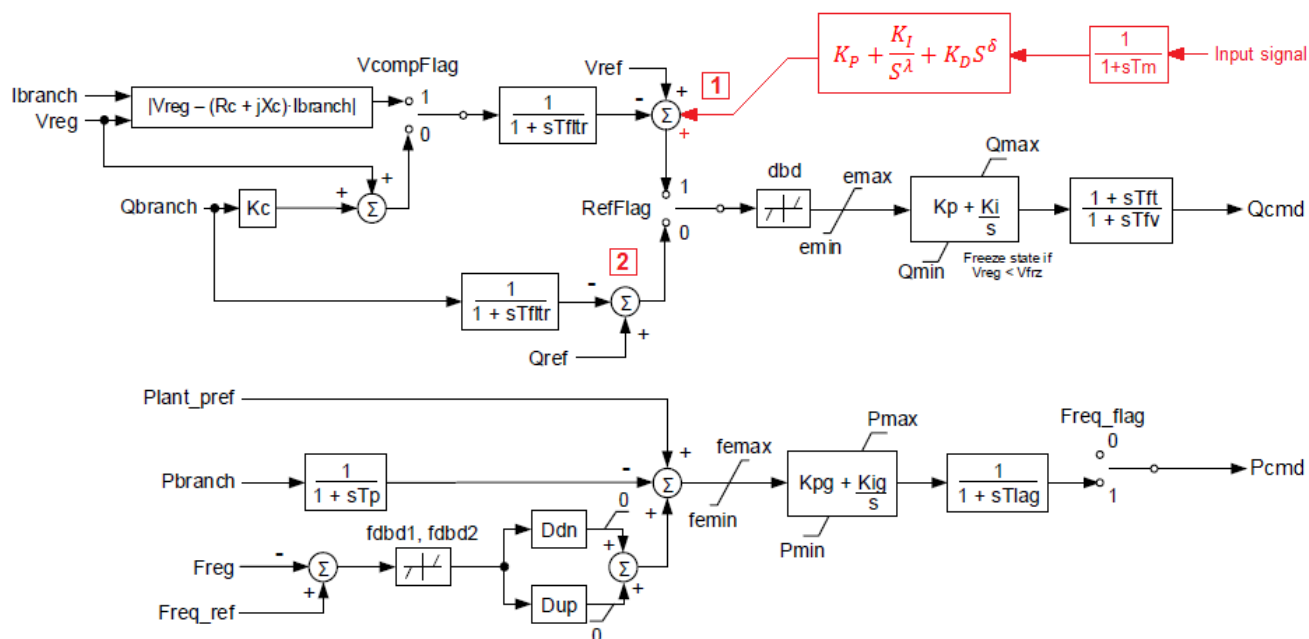 K_P + K_I/S^λ + K_D S^δ
1/1+sTm
Input signal
VcompFlag
Vref
1
Ibranch
Vreg
|Vreg – (Rc + jXc)·Ibranch|
1
0
1/1 + sTfltr
-
+
Σ
+
Qbranch
Kc
+
+
Σ
RefFlag
1
0
dbd
emax
emin
Qmax
Kp + Ki/s
Qmin
Freeze state if
Vreg < Vfrz
1 + sTft/1 + sTfv
Qcmd
2
1/1 + sTfltr
-
Σ
+
Qref
Plant_pref
Pbranch
1/1 + sTp
+
-
Σ
+
femax
femin
Pmax
Kpg + Kig/s
Pmin
1/1 + sTlag
Freq_flag
0
1
Pcmd
fdbd1, fdbd2
Freg
-
Σ
+
Freq_ref
Ddn
0
+
Σ
+
Dup
0